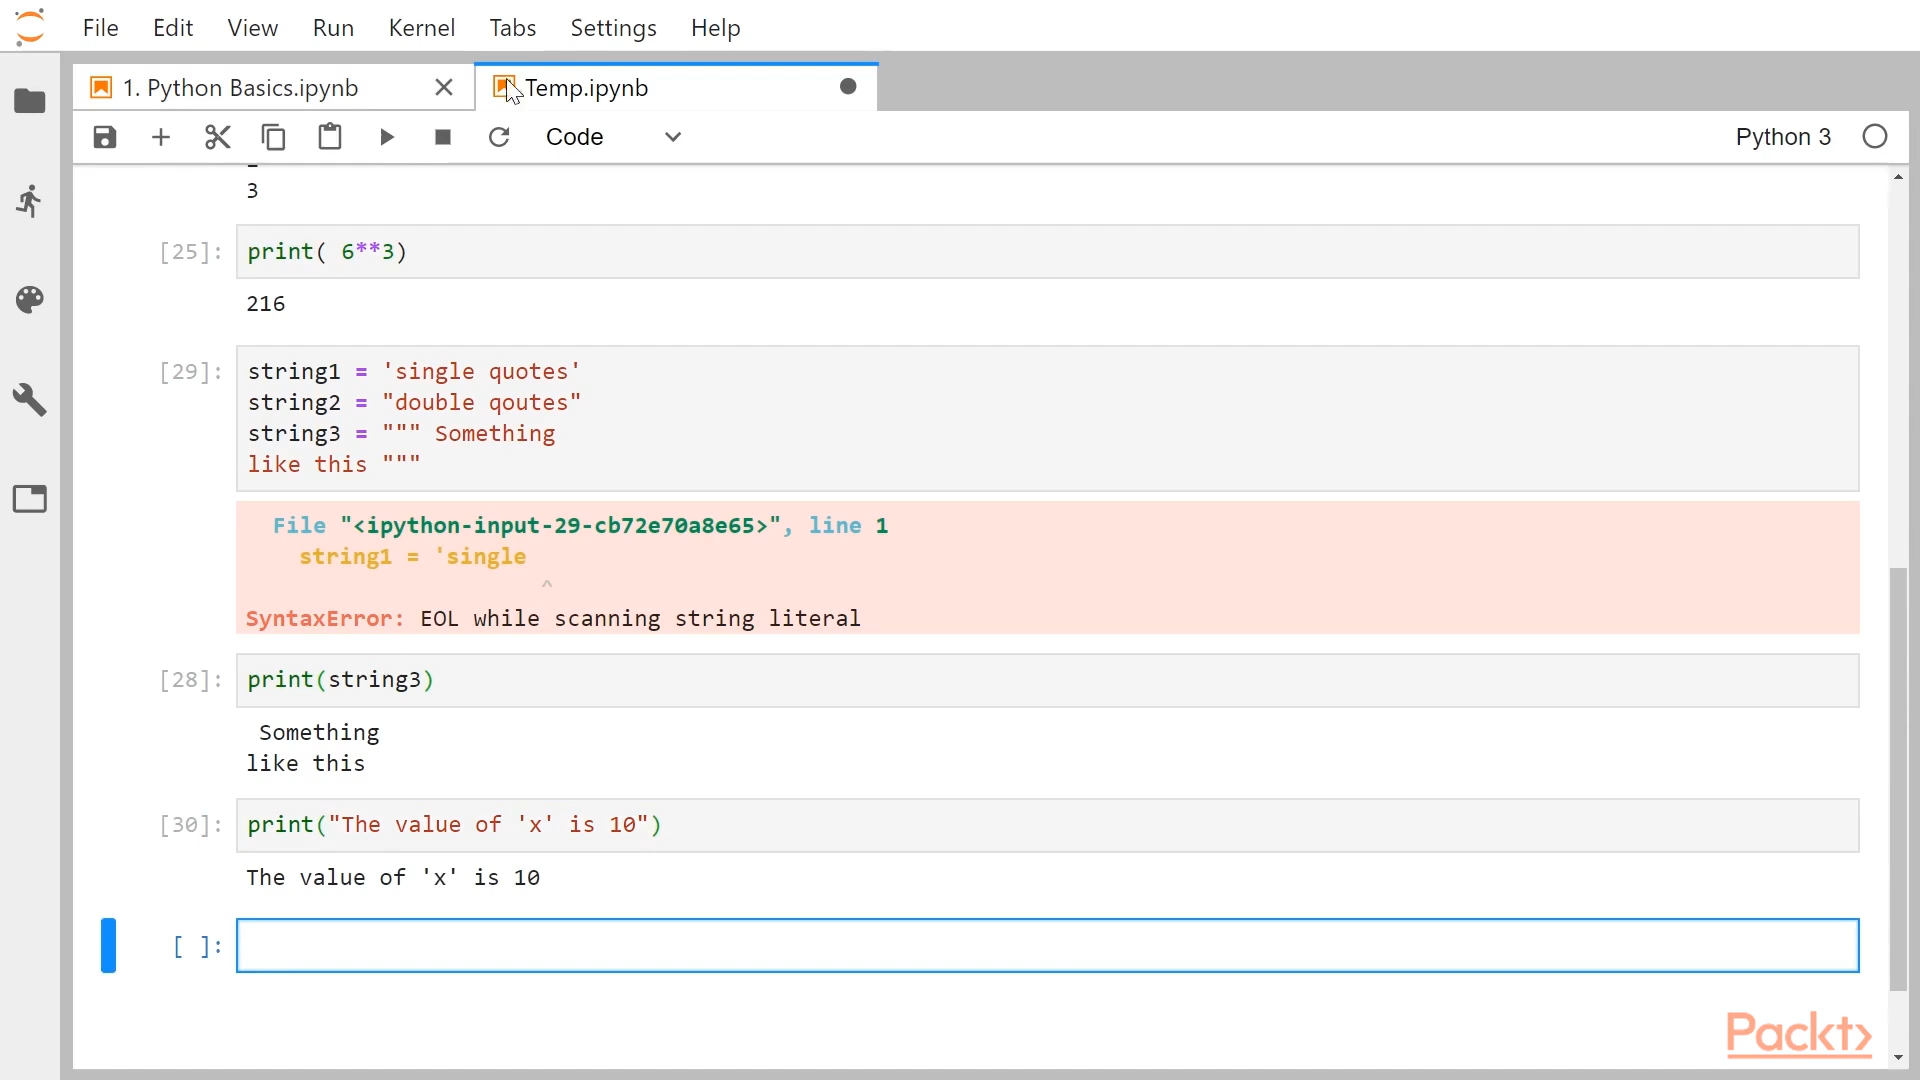 File Edit View Run Kernel Tabs Settings Help
1. Python Basics.ipynb Temp.ipynb
Code Python 3
3
[25]: print( 6**3)
216
[29]: string1 = 'single quotes'
string2 = "double qoutes"
string3 = """ Something
like this """
File "<ipython-input-29-cb72e70a8e65>", line 1
string1 = 'single
^
SyntaxError: EOL while scanning string literal
[28]: print(string3)
Something
like this
[30]: print("The value of 'x' is 10")
The value of 'x' is 10
[ ]:
Packt>